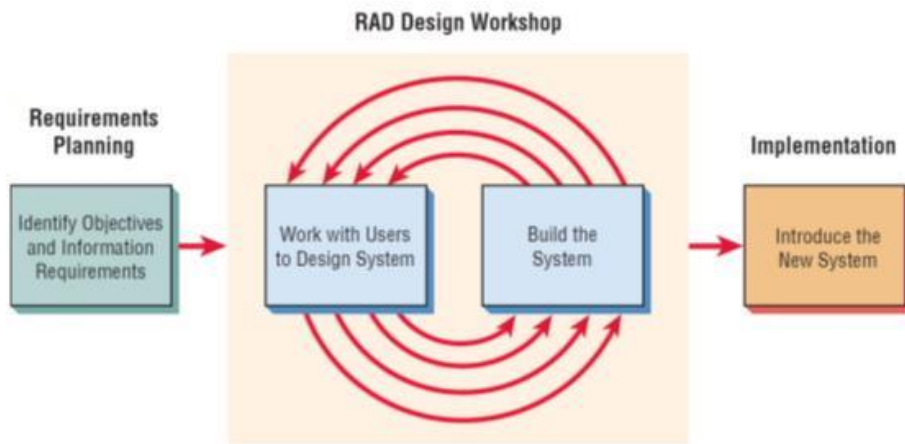 RAD Design Workshop
Requirements
Planning
Identify Objectives
and Information
Requirements
Work with Users
to Design System
Build the
System
Implementation
Introduce the
New System